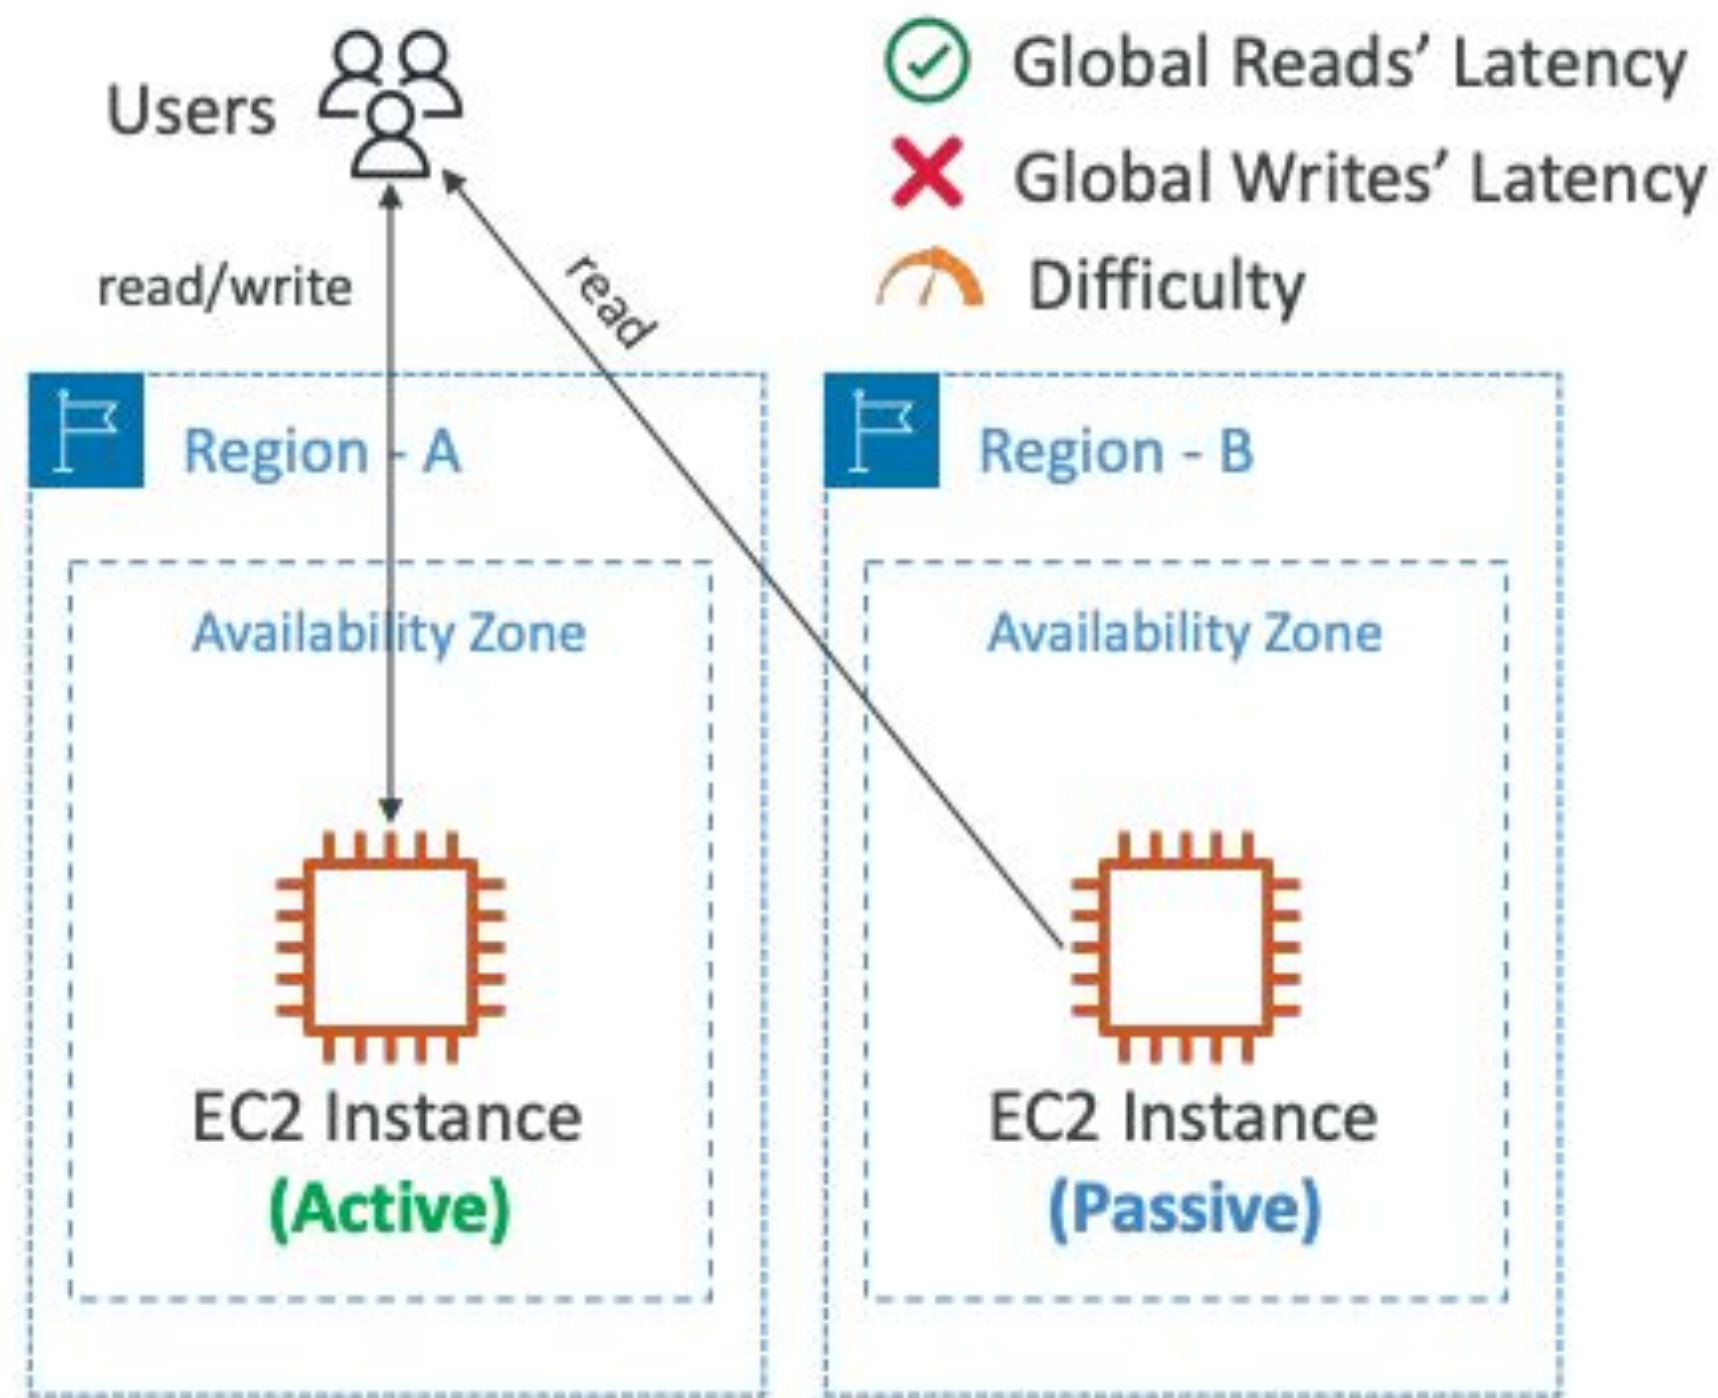 Users
Global Reads’ Latency
Global Writes’ Latency
Difficulty
read/write
read
Region - A
Region - B
Availability Zone
Availability Zone
EC2 Instance
(Active)
EC2 Instance
(Passive)